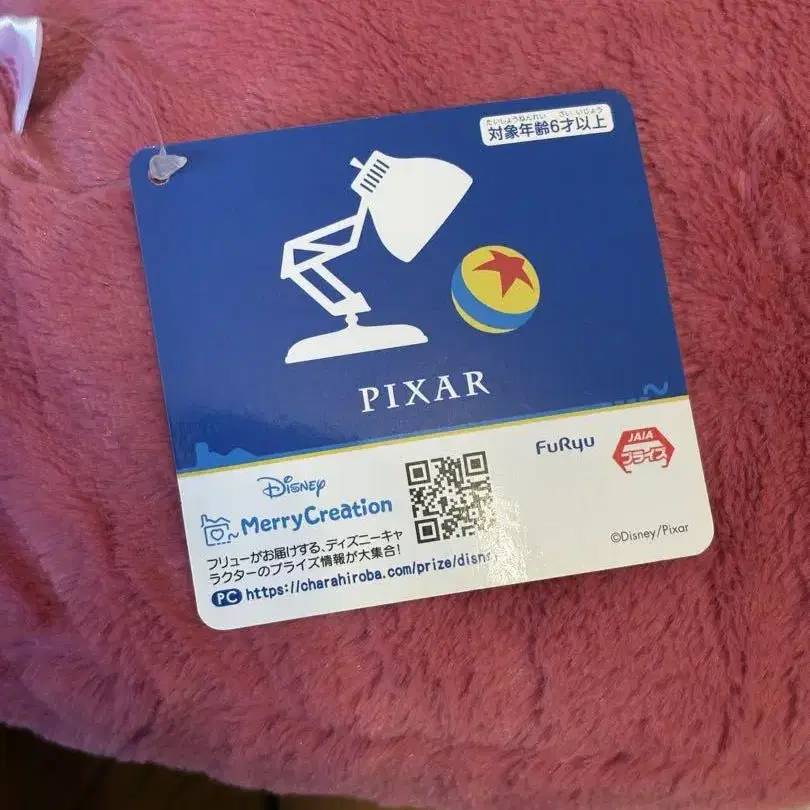 たいしょうねんれい さい いじょう
対象年齢6才以上
PIXAR
FuRyu
JAIA
プライズ
Disney
MerryCreation
フリューがお届けする、ディズニーキャ
ラクターのプライズ情報が大集合!
PC https://charahiroba.com/prize/disney
©Disney/Pixar